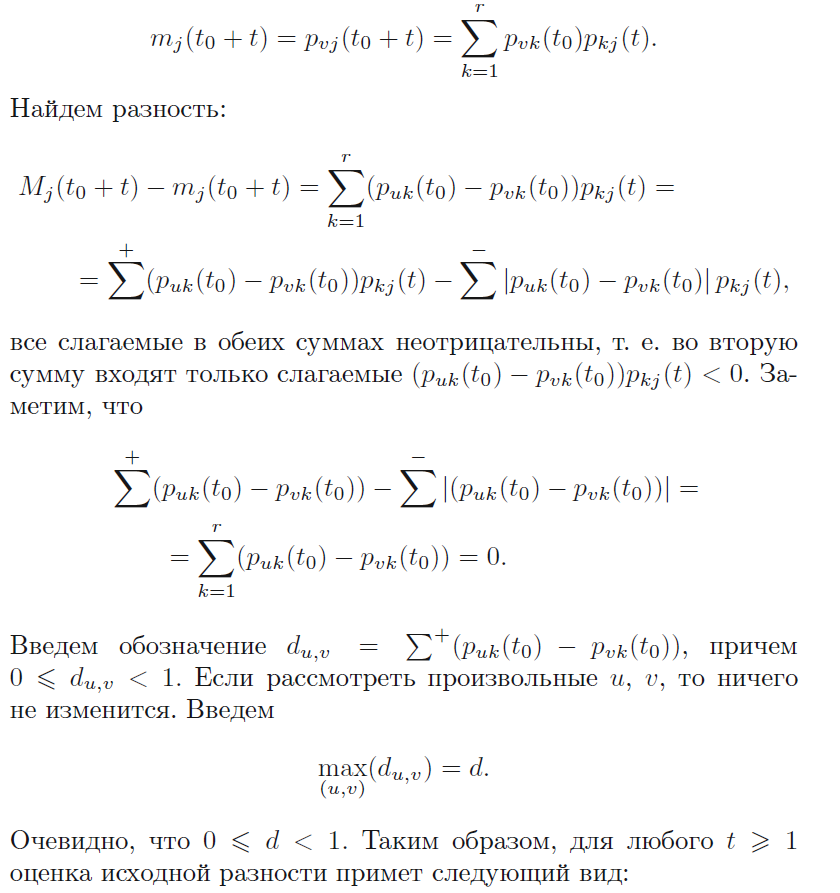 $$m_j(t_0 + t) = p_{vj}(t_0 + t) = \sum_{k=1}^{r} p_{vk}(t_0)p_{kj}(t).$$
Найдем разность:
$$M_j(t_0 + t) - m_j(t_0 + t) = \sum_{k=1}^{r} (p_{uk}(t_0) - p_{vk}(t_0))p_{kj}(t) =$$
$$= \sum^{+} (p_{uk}(t_0) - p_{vk}(t_0))p_{kj}(t) - \sum^{-} |p_{uk}(t_0) - p_{vk}(t_0)| \, p_{kj}(t),$$
все слагаемые в обеих суммах неотрицательны, т. е. во вторую
сумму входят только слагаемые $(p_{uk}(t_0) - p_{vk}(t_0))p_{kj}(t) < 0$. За-
метим, что
$$\sum^{+} (p_{uk}(t_0) - p_{vk}(t_0)) - \sum^{-} |(p_{uk}(t_0) - p_{vk}(t_0))| =$$
$$= \sum_{k=1}^{r} (p_{uk}(t_0) - p_{vk}(t_0)) = 0.$$
Введем обозначение $d_{u,v} = \sum^{+}(p_{uk}(t_0) - p_{vk}(t_0))$, причем
$0 \leqslant d_{u,v} < 1$. Если рассмотреть произвольные $u$, $v$, то ничего
не изменится. Введем
$$\max_{(u,v)}(d_{u,v}) = d.$$
Очевидно, что $0 \leqslant d < 1$. Таким образом, для любого $t \geqslant 1$
оценка исходной разности примет следующий вид: